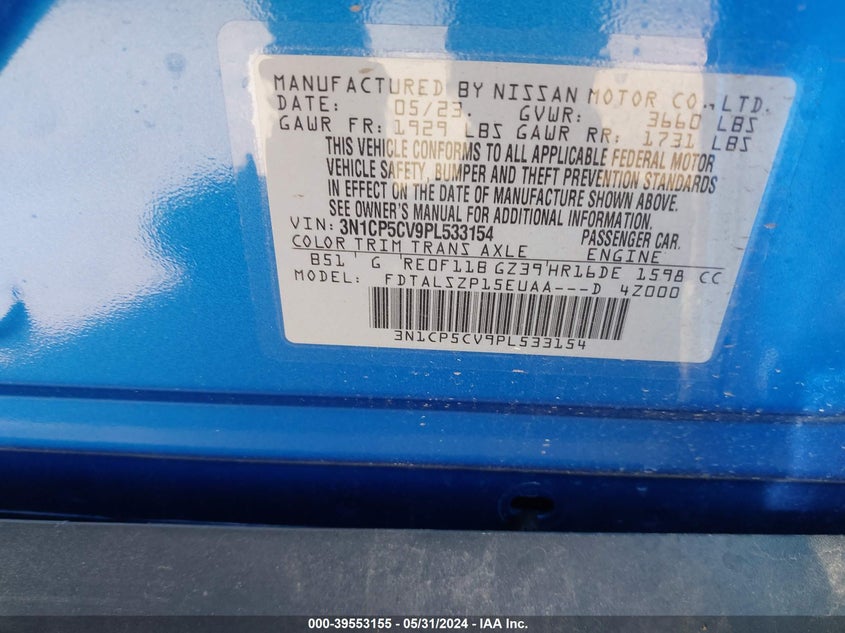 MANUFACTURED BY NISSAN MOTOR CO., LTD.
DATE: 05/23. GVWR: 3660 LBS
GAWR FR: 1929 LBS GAWR RR: 1731 LBS
THIS VEHICLE CONFORMS TO ALL APPLICABLE FEDERAL MOTOR
VEHICLE SAFETY, BUMPER AND THEFT PREVENTION STANDARDS
IN EFFECT ON THE DATE OF MANUFACTURE SHOWN ABOVE.
SEE OWNER'S MANUAL FOR ADDITIONAL INFORMATION.
VIN: 3N1CP5CV9PL533154 PASSENGER CAR.
COLOR TRIM TRANS AXLE ENGINE
B51 G RE0F11B GZ39 HR16DE 1598 CC
MODEL: FDTALSZP15EUAA---D 4Z000
3N1CP5CV9PL533154
000-39553155 - 05/31/2024 - IAA Inc.